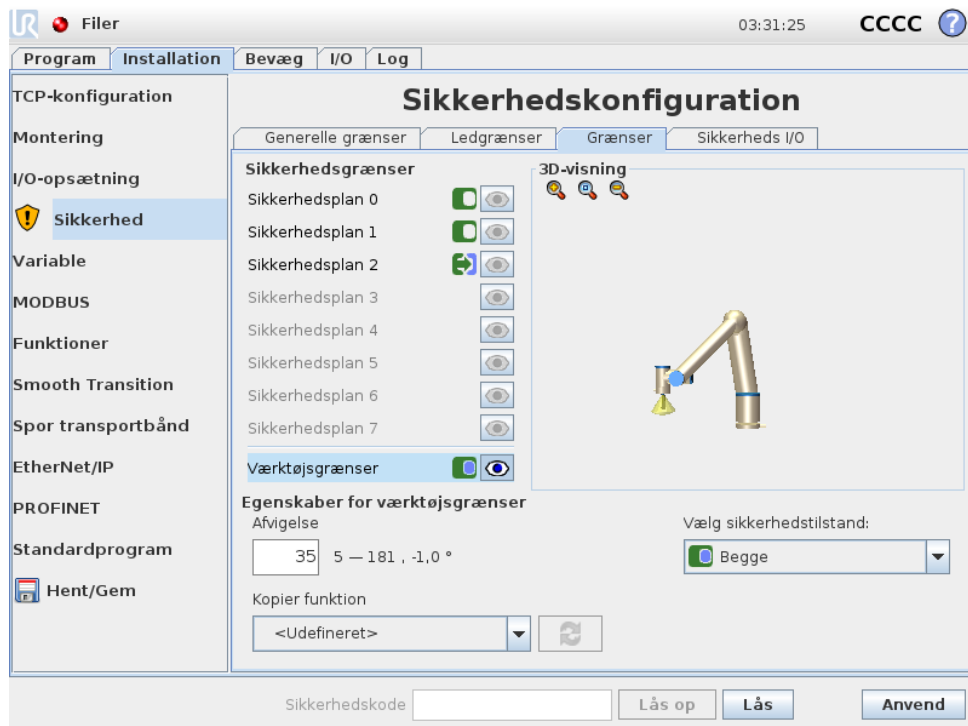 UR
Filer
03:31:25
CCCC
?
Program
Installation
Bevæg
I/O
Log
TCP-konfiguration
Montering
I/O-opsætning
Sikkerhed
Variable
MODBUS
Funktioner
Smooth Transition
Spor transportbånd
EtherNet/IP
PROFINET
Standardprogram
Hent/Gem
Sikkerhedskonfiguration
Generelle grænser
Ledgrænser
Grænser
Sikkerheds I/O
Sikkerhedsgrænser
Sikkerhedsplan 0
Sikkerhedsplan 1
Sikkerhedsplan 2
Sikkerhedsplan 3
Sikkerhedsplan 4
Sikkerhedsplan 5
Sikkerhedsplan 6
Sikkerhedsplan 7
Værktøjsgrænser
3D-visning
Egenskaber for værktøjsgrænser
Afvigelse
35 5 — 181 , -1,0 °
Vælg sikkerhedstilstand:
Begge
Kopier funktion
<Udefineret>
Sikkerhedskode
Lås op
Lås
Anvend